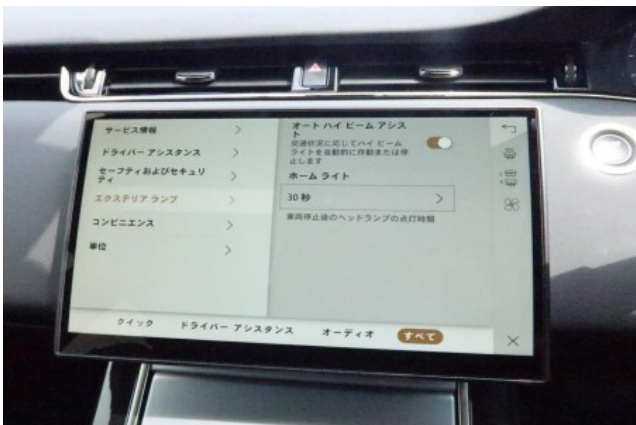 サービス情報
ドライバー アシスタンス
セーフティおよびセキュリ
ティ
エクステリア ランプ
コンビニエンス
単位
オート ハイ ビーム アシス
ト
交通状況に応じてハイ ビーム
ライトを自動的に作動または停
止します
ホーム ライト
30 秒
車両停止後のヘッドランプの点灯時間
クイック
ドライバー アシスタンス
オーディオ
すべて